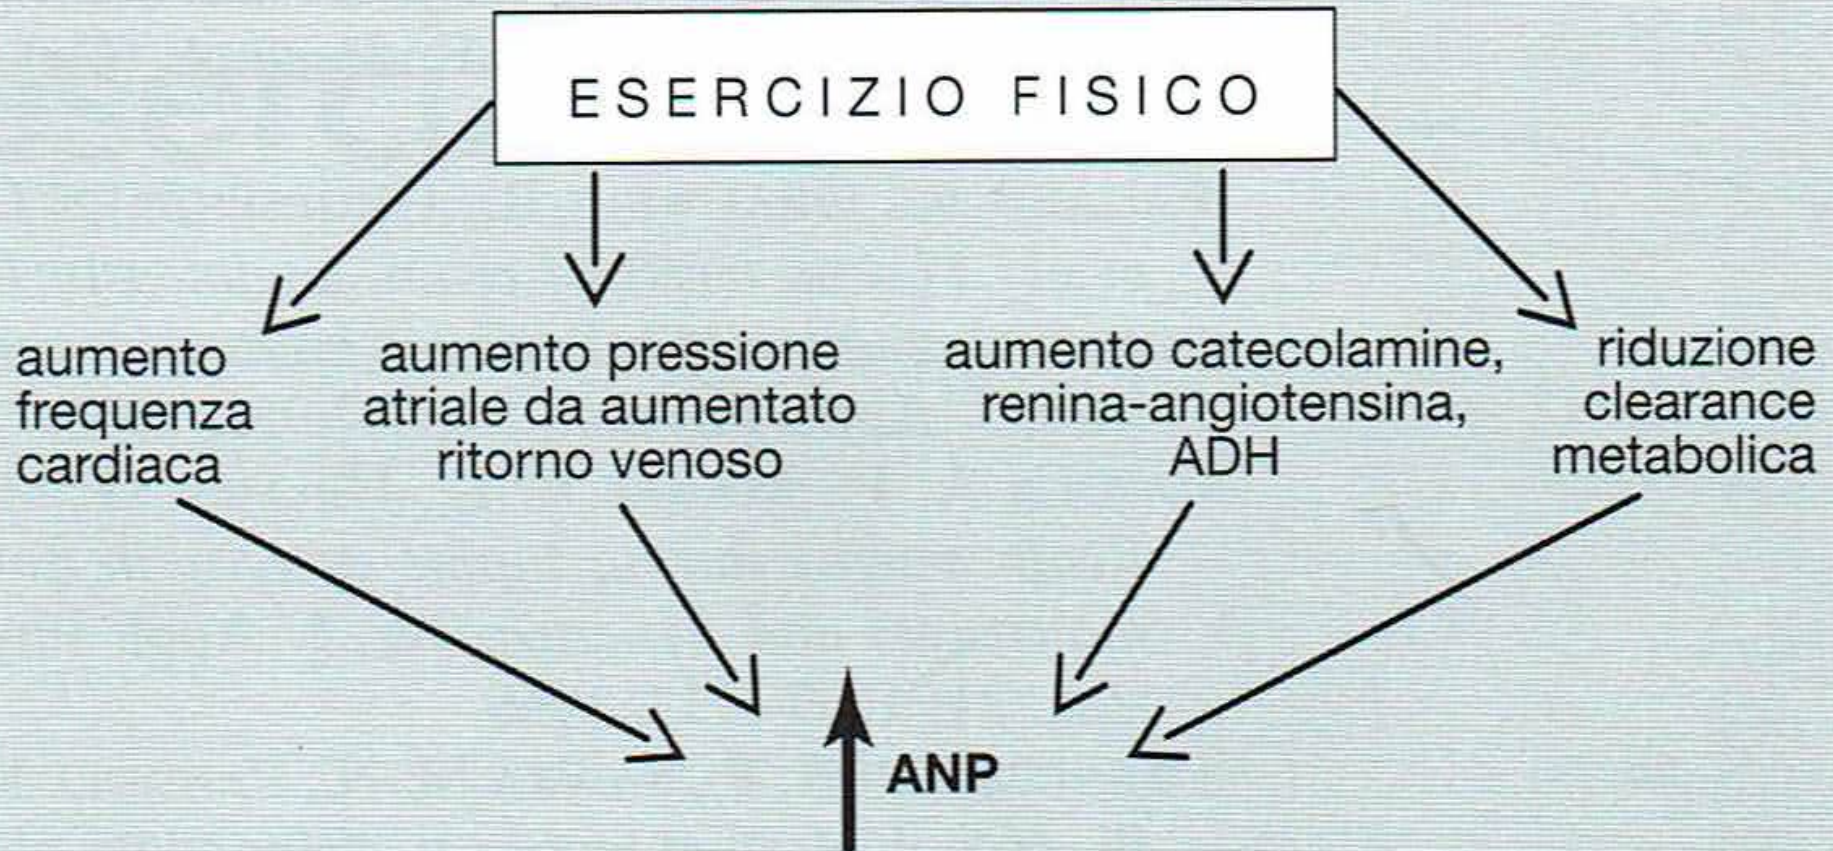 ESERCIZIO FISICO
aumento
frequenza
cardiaca
aumento pressione
atriale da aumentato
ritorno venoso
aumento catecolamine,
renina-angiotensina,
ADH
riduzione
clearance
metabolica
ANP